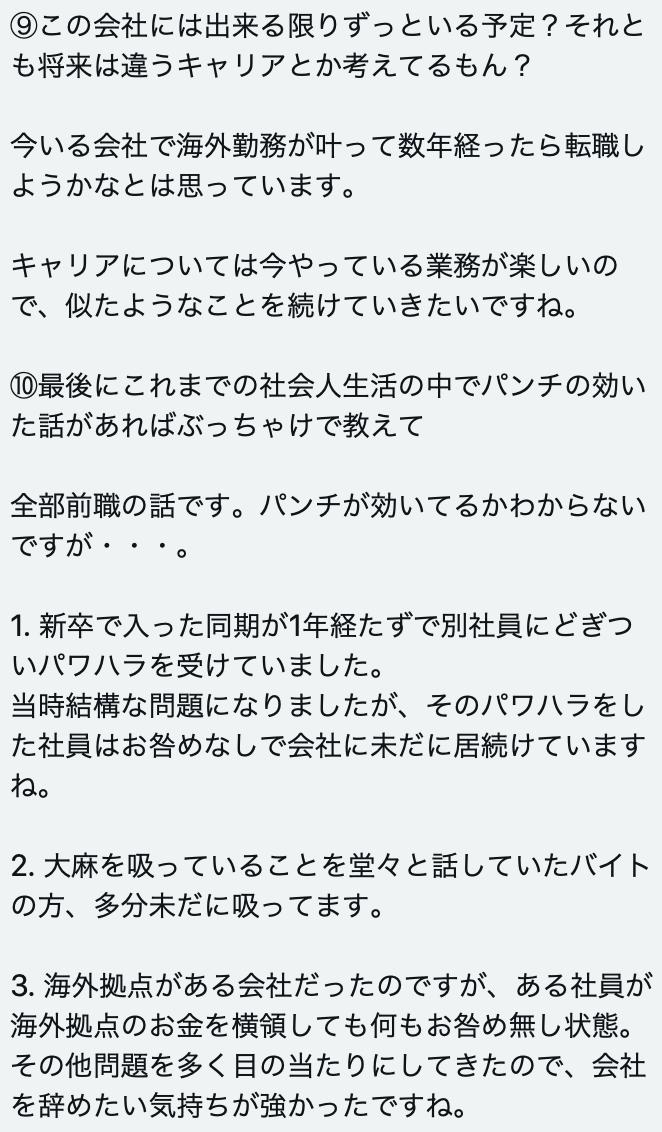 ⑨この会社には出来る限りずっといる予定？それと
も将来は違うキャリアとか考えてるもん？
今いる会社で海外勤務が叶って数年経ったら転職し
ようかなとは思っています。
キャリアについては今やっている業務が楽しいの
で、似たようなことを続けていきたいですね。
⑩最後にこれまでの社会人生活の中でパンチの効い
た話があればぶっちゃけで教えて
全部前職の話です。パンチが効いてるかわからない
ですが・・・。
1. 新卒で入った同期が1年経たずで別社員にどぎつ
いパワハラを受けていました。
当時結構な問題になりましたが、そのパワハラをし
た社員はお咎めなしで会社に未だに居続けています
ね。
2. 大麻を吸っていることを堂々と話していたバイト
の方、多分未だに吸ってます。
3. 海外拠点がある会社だったのですが、ある社員が
海外拠点のお金を横領しても何もお咎め無し状態。
その他問題を多く目の当たりにしてきたので、会社
を辞めたい気持ちが強かったですね。